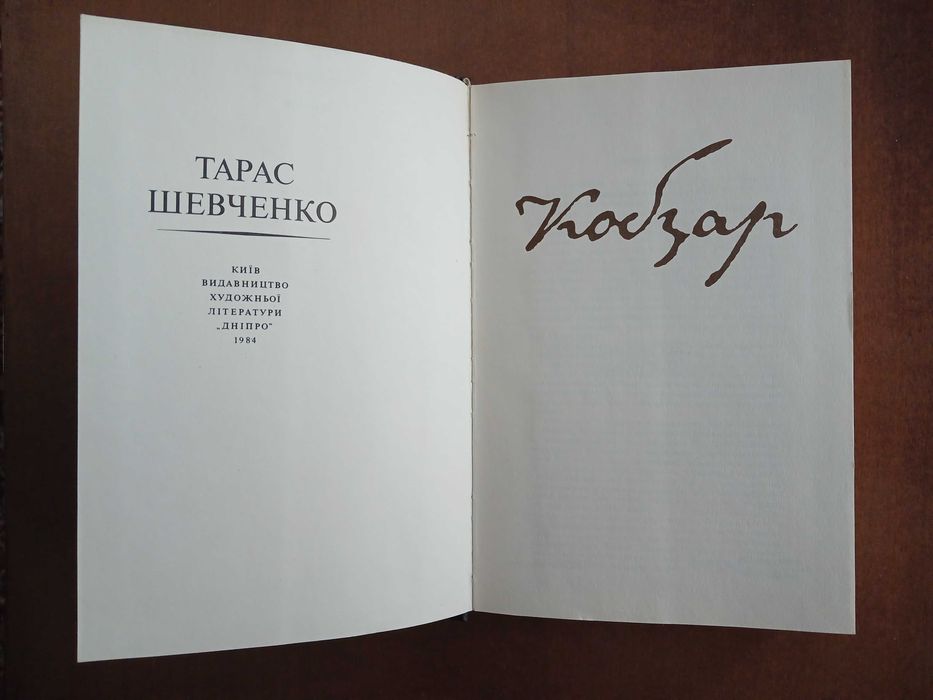 ТАРАС
ШЕВЧЕНКО
КИЇВ
ВИДАВНИЦТВО
ХУДОЖНЬОЇ
ЛІТЕРАТУРИ
„ДНІПРО"
1984
Кобзар